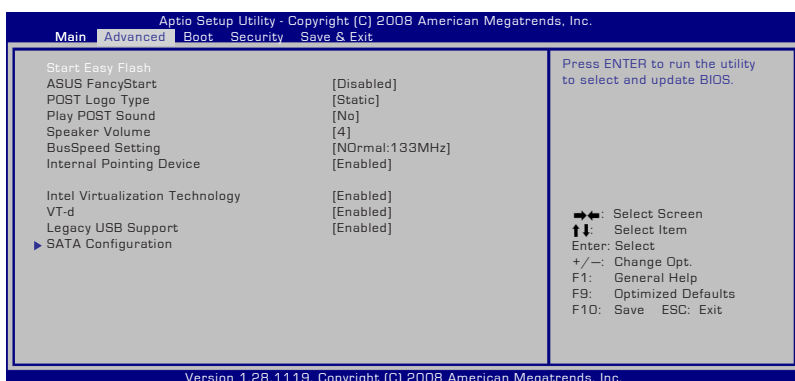 Aptio Setup Utility - Copyright (C) 2008 American Megatrends, Inc.
Main Advanced Boot Security Save & Exit
Start Easy Flash
ASUS FancyStart [Disabled]
POST Logo Type [Static]
Play POST Sound [No]
Speaker Volume [4]
BusSpeed Setting [NOrmal:133MHz]
Internal Pointing Device [Enabled]
Intel Virtualization Technology [Enabled]
VT-d [Enabled]
Legacy USB Support [Enabled]
SATA Configuration
Press ENTER to run the utility
to select and update BIOS.
→←: Select Screen
↑↓: Select Item
Enter: Select
+/—: Change Opt.
F1: General Help
F9: Optimized Defaults
F10: Save ESC: Exit
Version 1.28.1119. Copyright (C) 2008 American Megatrends, Inc.